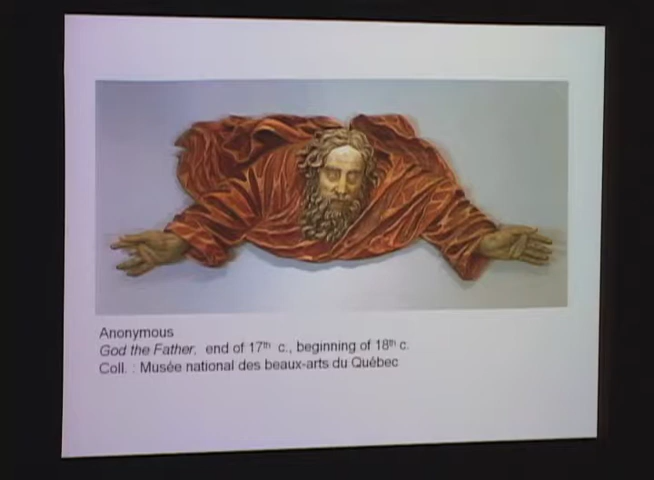 Anonymous
God the Father, end of 17th c., beginning of 18th c.
Coll. : Musée national des beaux-arts du Québec